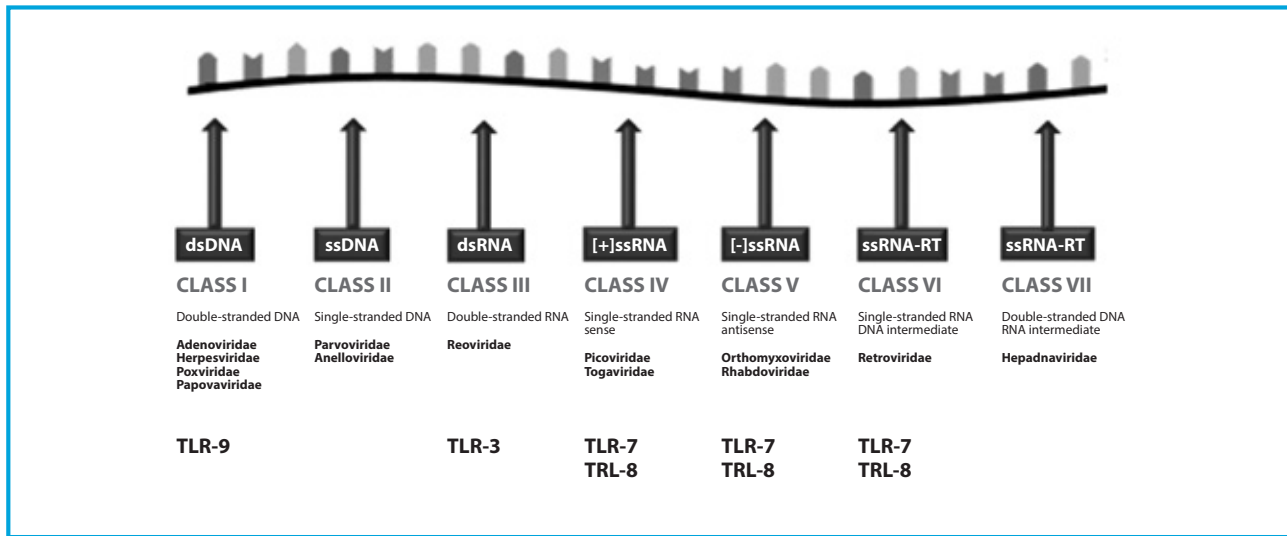 dsDNA
CLASS I
Double-stranded DNA
Adenoviridae
Herpesviridae
Poxviridae
Papovaviridae
TLR-9
ssDNA
CLASS II
Single-stranded DNA
Parvoviridae
Anelloviridae
dsRNA
CLASS III
Double-stranded RNA
Reoviridae
TLR-3
[+]ssRNA
CLASS IV
Single-stranded RNA
sense
Picoviridae
Togaviridae
TLR-7
TRL-8
[-]ssRNA
CLASS V
Single-stranded RNA
antisense
Orthomyxoviridae
Rhabdoviridae
TLR-7
TRL-8
ssRNA-RT
CLASS VI
Single-stranded RNA
DNA intermediate
Retroviridae
TLR-7
TRL-8
ssRNA-RT
CLASS VII
Double-stranded DNA
RNA intermediate
Hepadnaviridae